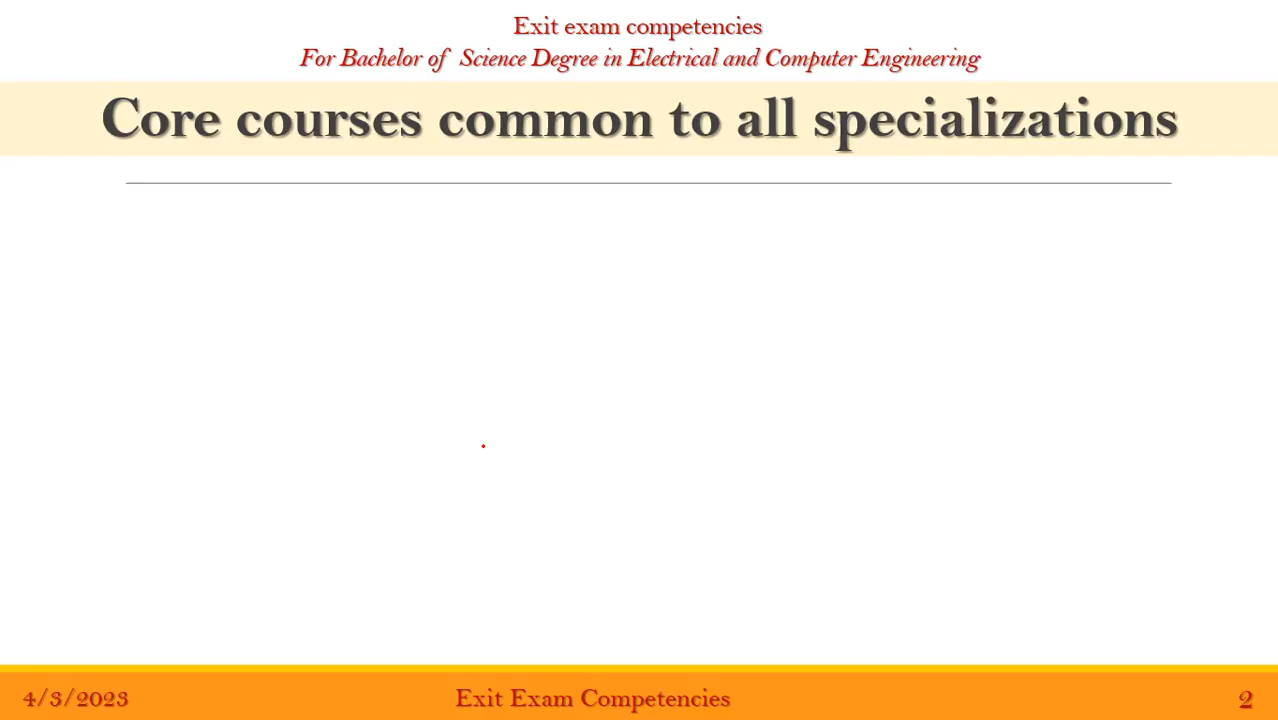 Exit exam competencies
For Bachelor of Science Degree in Electrical and Computer Engineering
Core courses common to all specializations
4/3/2023
Exit Exam Competencies
2